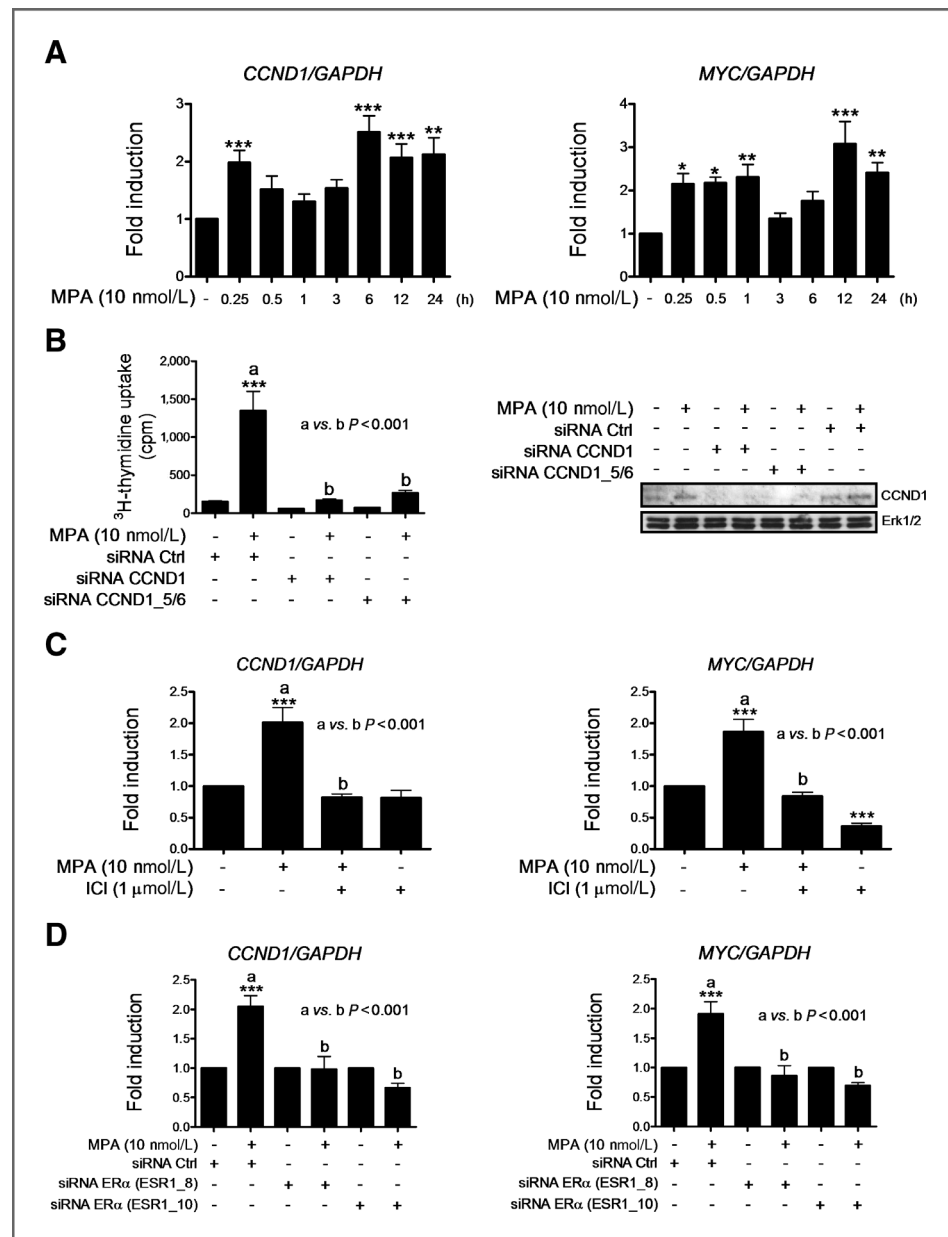 A
CCND1/GAPDH
Fold induction
3
2
1
0
***
***
***
**
MPA (10 nmol/L) - 0.25 0.5 1 3 6 12 24 (h)
MYC/GAPDH
Fold induction
4
3
2
1
0
*
*
**
***
**
MPA (10 nmol/L) - 0.25 0.5 1 3 6 12 24 (h)
B
³H-thymidine uptake
(cpm)
2,000
1,500
1,000
500
0
a
***
a vs. b P<0.001
b
b
MPA (10 nmol/L) - + - + - +
siRNA Ctrl + + - - - -
siRNA CCND1 - - + + - -
siRNA CCND1_5/6 - - - - + +
MPA (10 nmol/L) - + - + - + - +
siRNA Ctrl - - - - - - + +
siRNA CCND1 - - + + - - - -
siRNA CCND1_5/6 - - - - + + - -
CCND1
Erk1/2
C
CCND1/GAPDH
Fold induction
2.5
2.0
1.5
1.0
0.5
0.0
a
***
a vs. b P<0.001
b
MPA (10 nmol/L) - + + -
ICI (1 μmol/L) - - + +
MYC/GAPDH
Fold induction
2.5
2.0
1.5
1.0
0.5
0.0
a
***
a vs. b P<0.001
b
***
MPA (10 nmol/L) - + + -
ICI (1 μmol/L) - - + +
D
CCND1/GAPDH
Fold induction
2.5
2.0
1.5
1.0
0.5
0.0
a
***
a vs. b P<0.001
b
b
MPA (10 nmol/L) - + - + - +
siRNA Ctrl + + - - - -
siRNA ERα (ESR1_8) - - + + - -
siRNA ERα (ESR1_10) - - - - + +
MYC/GAPDH
Fold induction
2.5
2.0
1.5
1.0
0.5
0.0
a
***
a vs. b P<0.001
b
b
MPA (10 nmol/L) - + - + - +
siRNA Ctrl + + - - - -
siRNA ERα (ESR1_8) - - + + - -
siRNA ERα (ESR1_10) - - - - + +